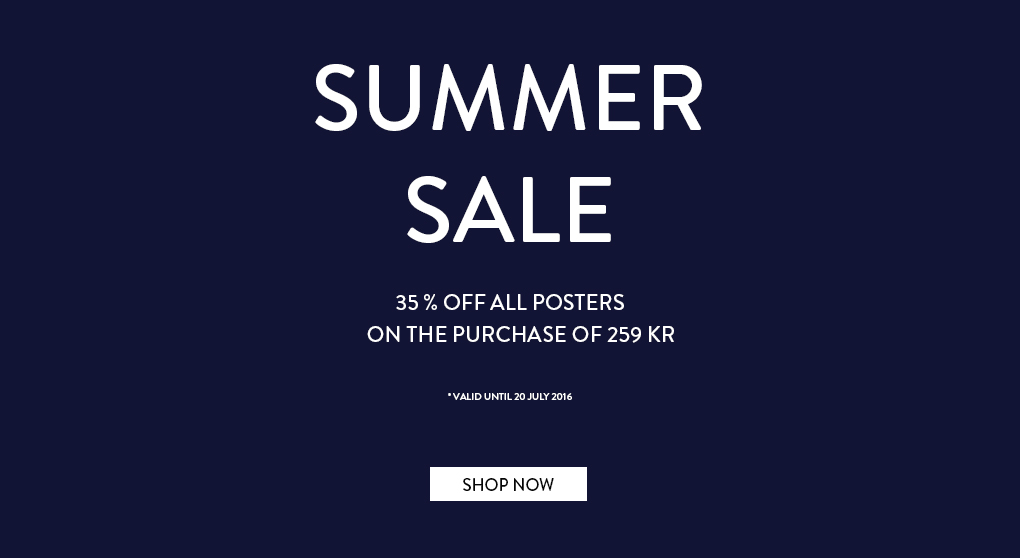 SUMMER
SALE
35 % OFF ALL POSTERS
ON THE PURCHASE OF 259 KR
* VALID UNTIL 20 JULY 2016
SHOP NOW